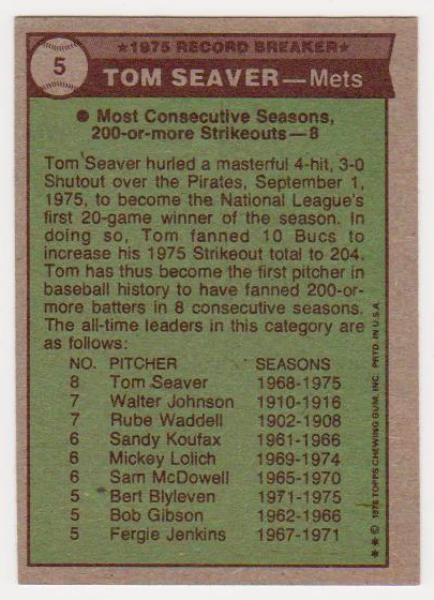 ★1975 RECORD BREAKER★
5
TOM SEAVER—Mets
● Most Consecutive Seasons,
200-or-more Strikeouts—8
Tom Seaver hurled a masterful 4-hit, 3-0
Shutout over the Pirates, September 1,
1975, to become the National League's
first 20-game winner of the season. In
doing so, Tom fanned 10 Bucs to
increase his 1975 Strikeout total to 204.
Tom has thus become the first pitcher in
baseball history to have fanned 200-or-
more batters in 8 consecutive seasons.
The all-time leaders in this category are
as follows:
NO. PITCHER SEASONS
8 Tom Seaver 1968-1975
7 Walter Johnson 1910-1916
7 Rube Waddell 1902-1908
6 Sandy Koufax 1961-1966
6 Mickey Lolich 1969-1974
6 Sam McDowell 1965-1970
5 Bert Blyleven 1971-1975
5 Bob Gibson 1962-1966
5 Fergie Jenkins 1967-1971
★★© 1976 TOPPS CHEWING GUM, INC. PRTD. IN U.S.A.